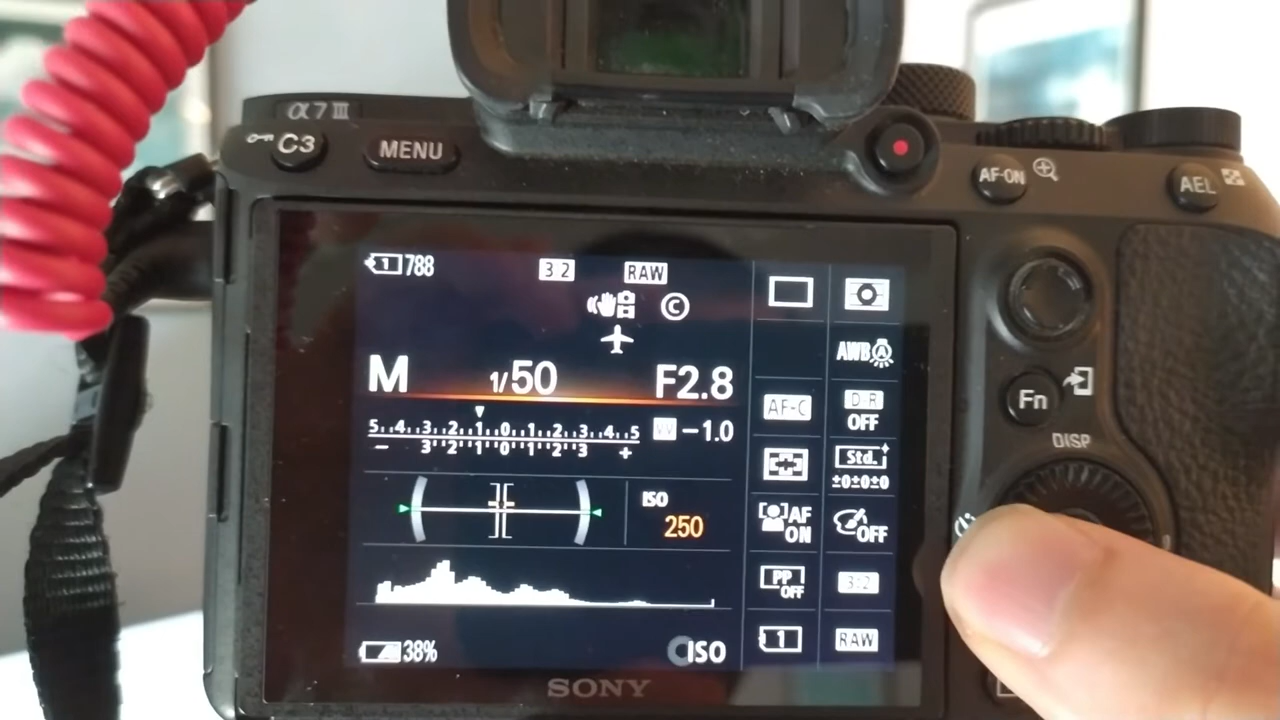 α7III
C3 MENU
AF-ON AEL
1 788 3:2 RAW
C
M 1/50 F2.8
5 4 3 2 1 0 1 2 3 4 5 -1.0
- 3 2 1 0 1 2 3 +
ISO
250
38% ISO
AWB
AF-C D-R
OFF
Std.
±0±0±0
AF
ON
OFF
PP
OFF
3:2
1 RAW
Fn
DISP
SONY